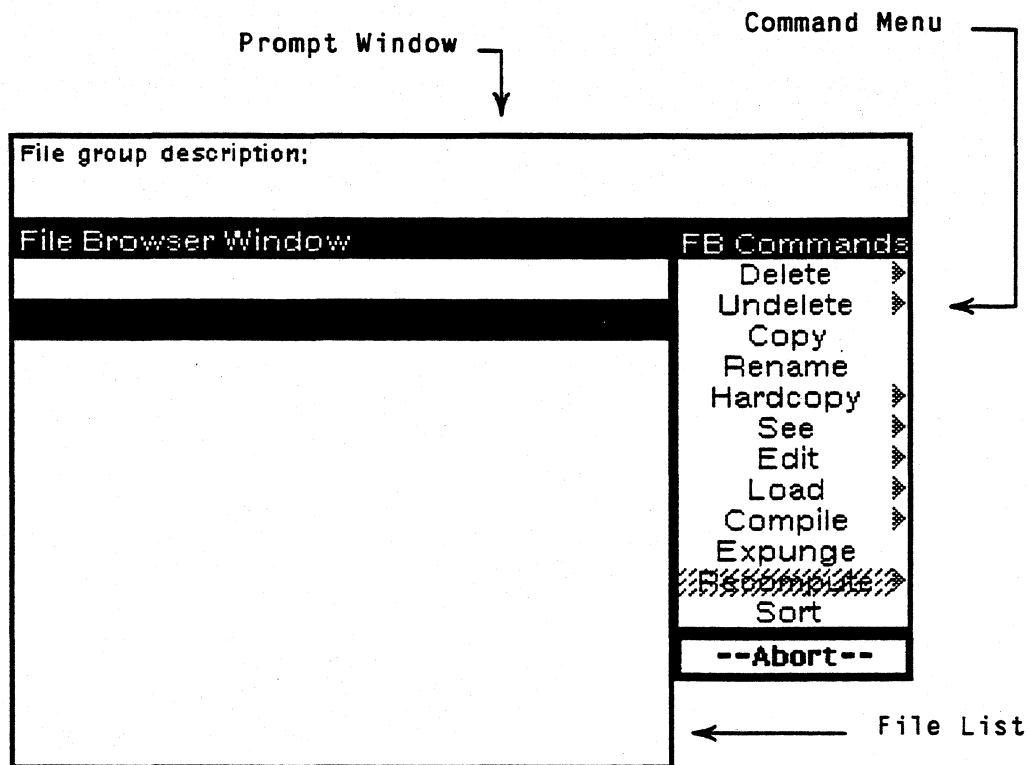 Command Menu
Prompt Window
File group description:
File Browser Window
FB Commands
Delete
Undelete
Copy
Rename
Hardcopy
See
Edit
Load
Compile
Expunge
Recompute
Sort
--Abort--
File List